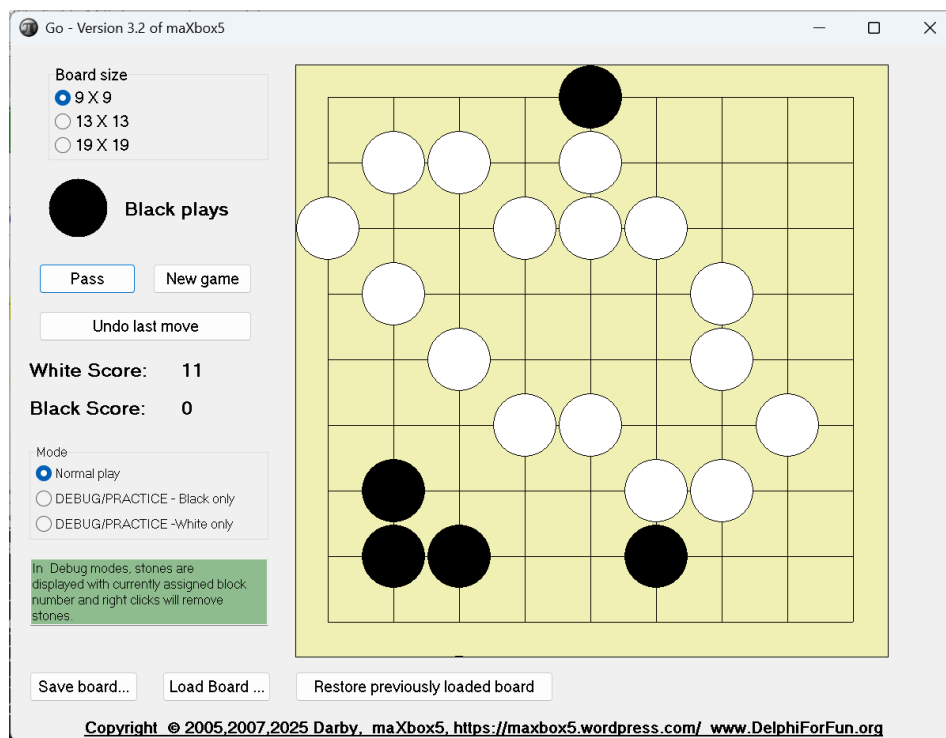 Go - Version 3.2 of maXbox5
Board size
9 X 9
13 X 13
19 X 19
Black plays
Pass
New game
Undo last move
White Score: 11
Black Score: 0
Mode
Normal play
DEBUG/PRACTICE - Black only
DEBUG/PRACTICE -White only
In Debug modes, stones are
displayed with currently assigned block
number and right clicks will remove
stones.
Save board...
Load Board ...
Restore previously loaded board
Copyright © 2005,2007,2025 Darby, maXbox5, https://maxbox5.wordpress.com/ www.DelphiForFun.org